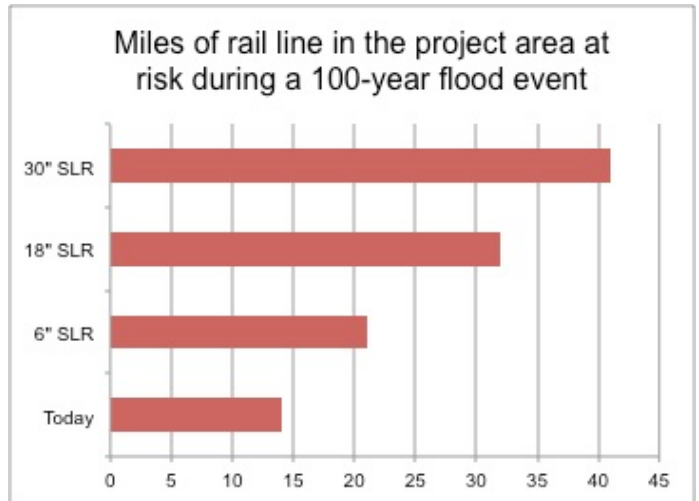 Miles of rail line in the project area at
risk during a 100-year flood event
30" SLR
18" SLR
6" SLR
Today
0 5 10 15 20 25 30 35 40 45